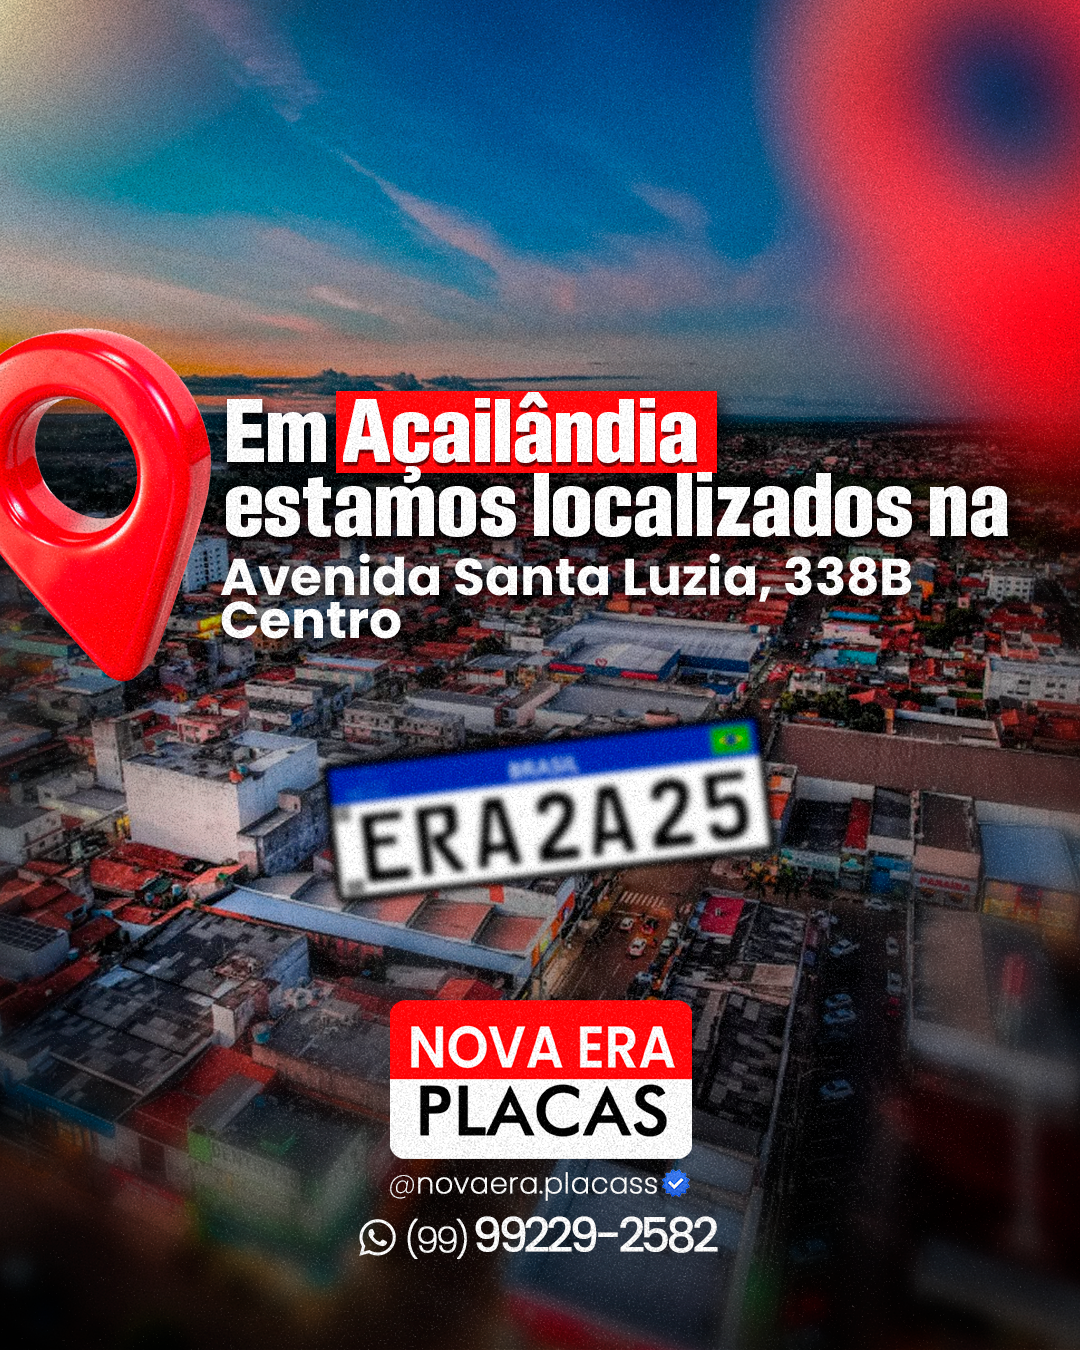 Em Açailândia
estamos localizados na
Avenida Santa Luzia, 338B
Centro
BRASIL
ERA2A25
NOVA ERA
PLACAS
@novaera.placass
(99) 99229-2582